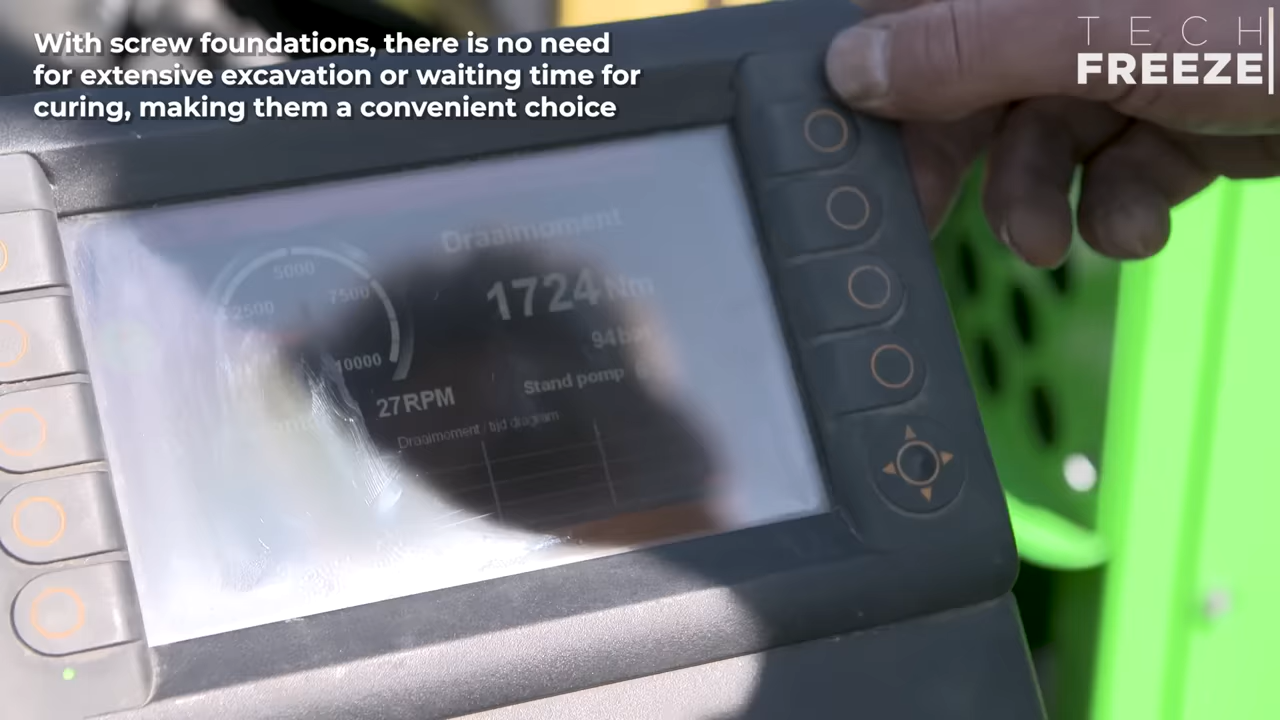 With screw foundations, there is no need
for extensive excavation or waiting time for
curing, making them a convenient choice
TECH
FREEZE
Draaimoment
5000
2500
7500
1724 Nm
94 bar
10000
27RPM
Stand pomp
Draaimoment / tijd diagram